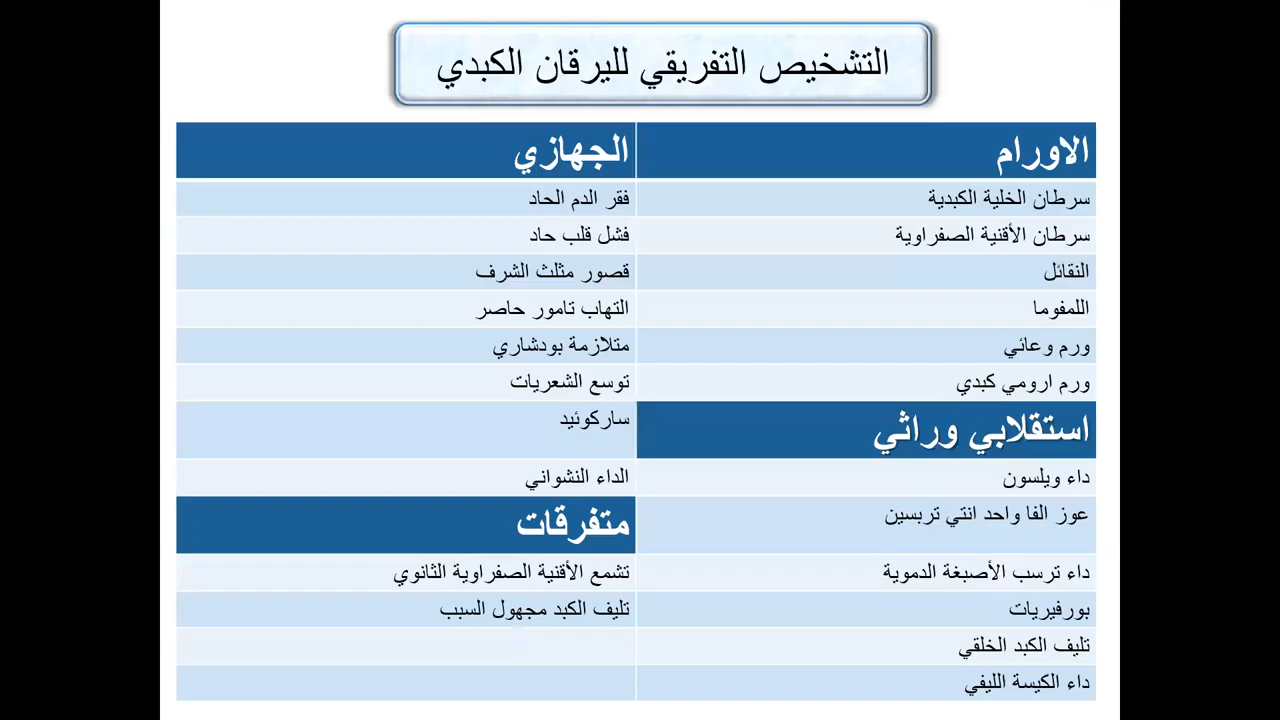 التشخيص التفريقي لليرقان الكبدي
الاورام
الجهازي
سرطان الخلية الكبدية
فقر الدم الحاد
سرطان الأقنية الصفراوية
فشل قلب حاد
النقائل
قصور مثلث الشرف
اللمفوما
التهاب تامور حاصر
ورم وعائي
متلازمة بودشاري
ورم ارومي كبدي
توسع الشعريات
استقلابي وراثي
ساركوئيد
داء ويلسون
الداء النشواني
عوز الفا واحد انتي تربسين
متفرقات
داء ترسب الأصبغة الدموية
تشمع الأقنية الصفراوية الثانوي
بورفيريات
تليف الكبد مجهول السبب
تليف الكبد الخلقي
داء الكيسة الليفي